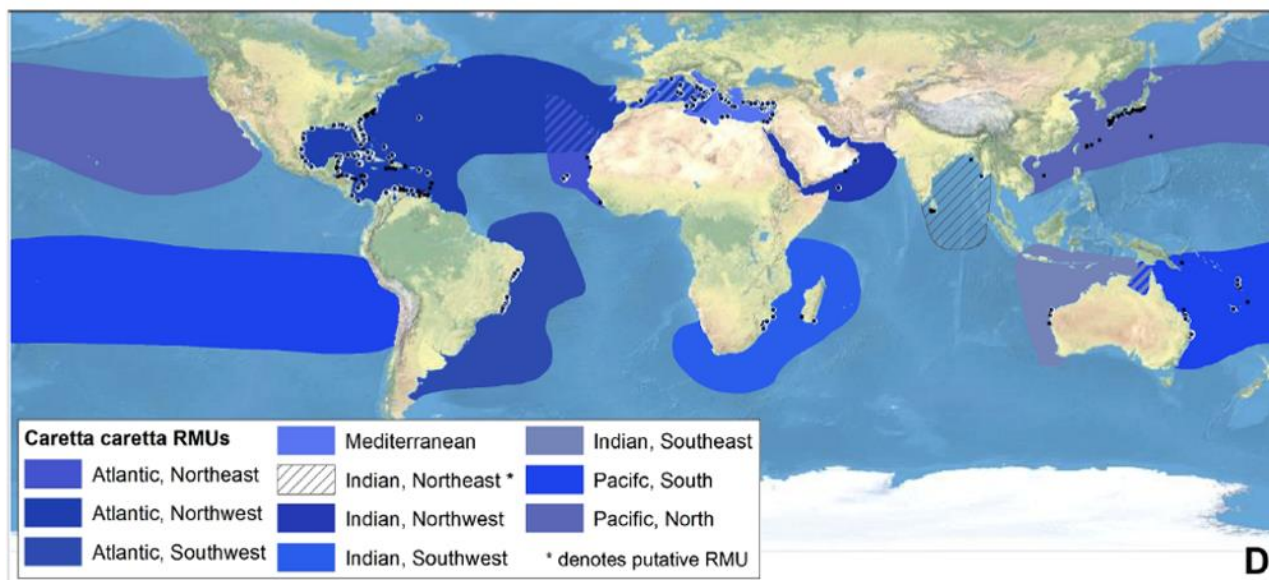 Caretta caretta RMUs
Atlantic, Northeast
Atlantic, Northwest
Atlantic, Southwest
Mediterranean
Indian, Northeast *
Indian, Northwest
Indian, Southwest
Indian, Southeast
Pacifc, South
Pacific, North
* denotes putative RMU
D